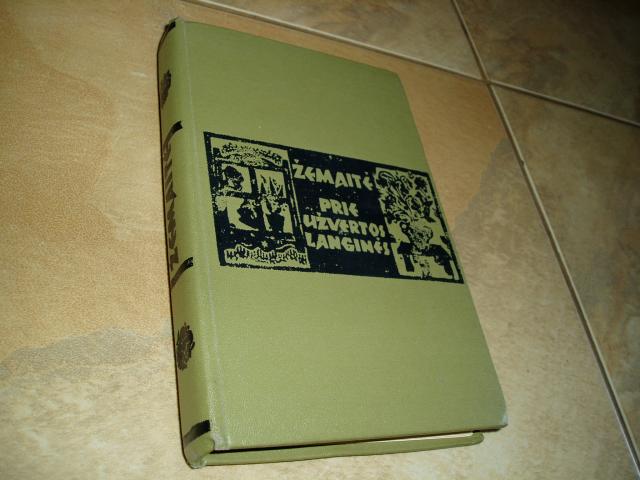 ŽEMAITĖ
PRIE
UŽVERTOS
LANGINĖS
ŽEMAITĖ